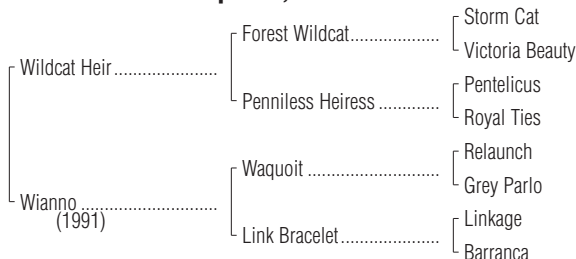 Storm Cat
Forest Wildcat....................
Victoria Beauty
Wildcat Heir.......................
Pentelicus
Penniless Heiress .............
Royal Ties
Relaunch
Waquoit ...........................
Grey Parlo
Wianno ..............................
(1991)
Linkage
Link Bracelet......................
Barranca